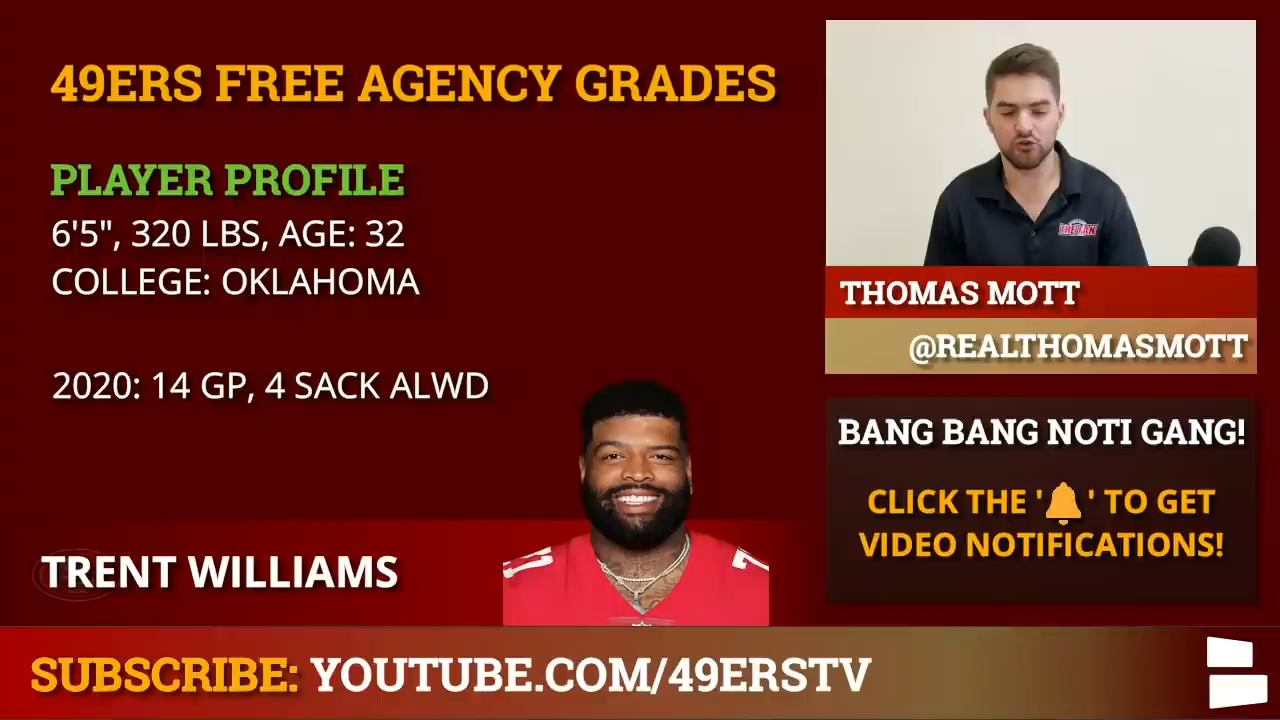 49ERS FREE AGENCY GRADES
PLAYER PROFILE
6'5", 320 LBS, AGE: 32
COLLEGE: OKLAHOMA
2020: 14 GP, 4 SACK ALWD
TRENT WILLIAMS
THOMAS MOTT
@REALTHOMASMOTT
BANG BANG NOTI GANG!
CLICK THE '🔔' TO GET
VIDEO NOTIFICATIONS!
SUBSCRIBE: YOUTUBE.COM/49ERSTV